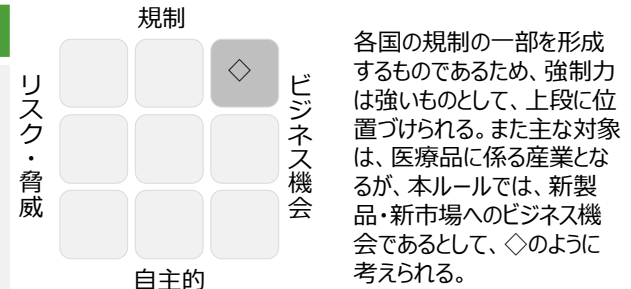 規制
リスク・脅威
◇
ビジネス機会
自主的
各国の規制の一部を形成
するものであるため、強制力
は強いものとして、上段に位
置づけられる。また主な対象
は、医療品に係る産業とな
るが、本ルールでは、新製
品・新市場へのビジネス機
会であるとして、◇のように
考えられる。